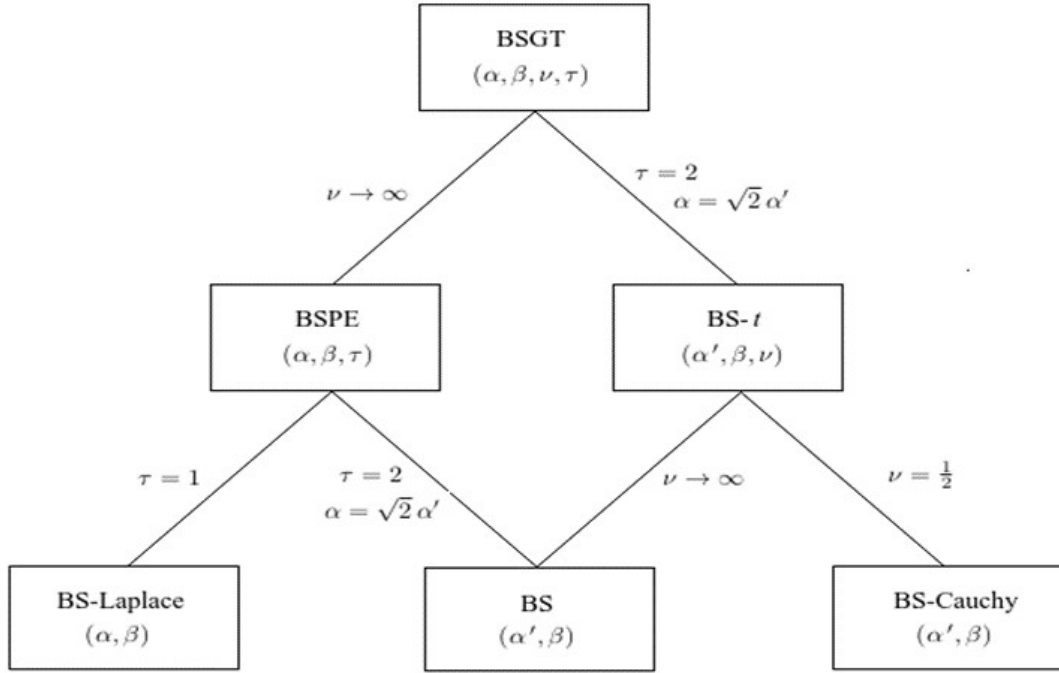 BSGT
(α, β, ν, τ)
ν → ∞
τ = 2
α = √2 α′
BSPE
(α, β, τ)
BS-t
(α′, β, ν)
τ = 1
τ = 2
α = √2 α′
ν → ∞
ν = 1/2
BS-Laplace
(α, β)
BS
(α′, β)
BS-Cauchy
(α′, β)